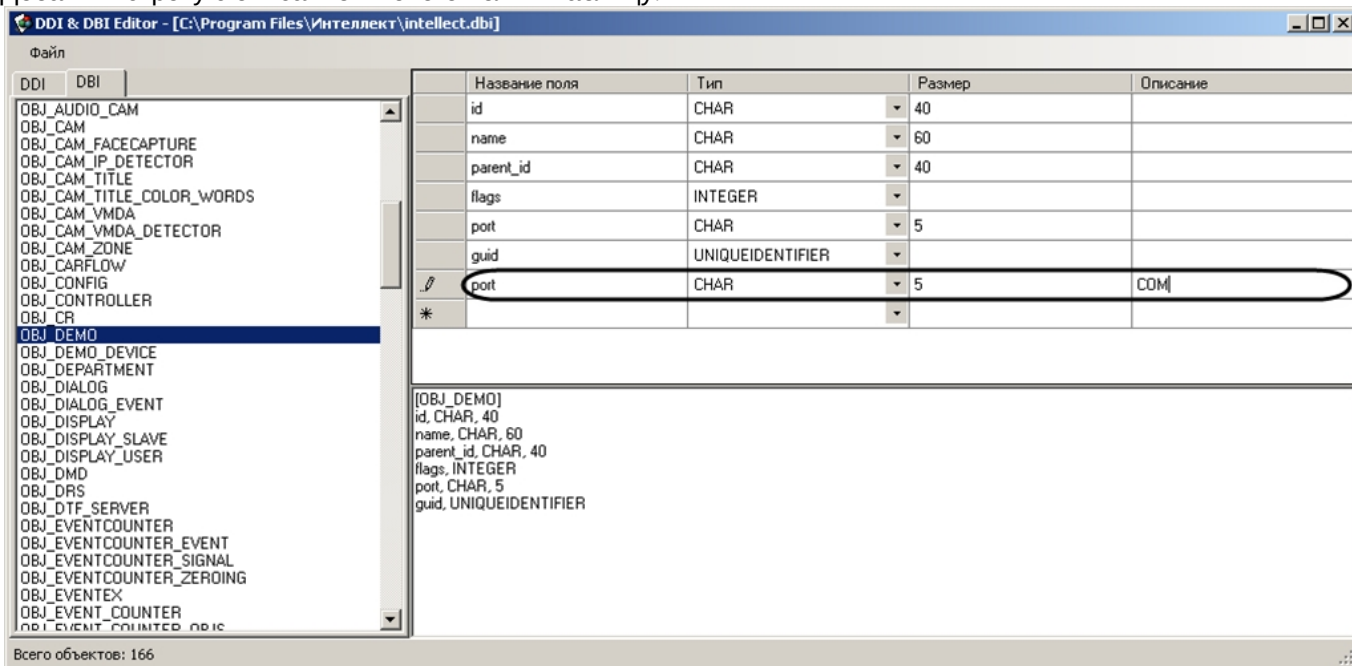 DDI & DBI Editor - [C:\Program Files\Интеллект\intellect.dbi]
Файл
DDI DBI
OBJ_AUDIO_CAM
OBJ_CAM
OBJ_CAM_FACECAPTURE
OBJ_CAM_IP_DETECTOR
OBJ_CAM_TITLE
OBJ_CAM_TITLE_COLOR_WORDS
OBJ_CAM_VMDA
OBJ_CAM_VMDA_DETECTOR
OBJ_CAM_ZONE
OBJ_CARFLOW
OBJ_CONFIG
OBJ_CONTROLLER
OBJ_CR
OBJ_DEMO
OBJ_DEMO_DEVICE
OBJ_DEPARTMENT
OBJ_DIALOG
OBJ_DIALOG_EVENT
OBJ_DISPLAY
OBJ_DISPLAY_SLAVE
OBJ_DISPLAY_USER
OBJ_DMD
OBJ_DRS
OBJ_DTF_SERVER
OBJ_EVENTCOUNTER
OBJ_EVENTCOUNTER_EVENT
OBJ_EVENTCOUNTER_SIGNAL
OBJ_EVENTCOUNTER_ZEROING
OBJ_EVENTEX
OBJ_EVENT_COUNTER
OBJ_EVENT_COUNTER_OBJS
Название поля Тип Размер Описание
id CHAR 40
name CHAR 60
parent_id CHAR 40
flags INTEGER
port CHAR 5
guid UNIQUEIDENTIFIER
port CHAR 5 COM
[OBJ_DEMO]
id, CHAR, 40
name, CHAR, 60
parent_id, CHAR, 40
flags, INTEGER
port, CHAR, 5
guid, UNIQUEIDENTIFIER
Всего объектов: 166